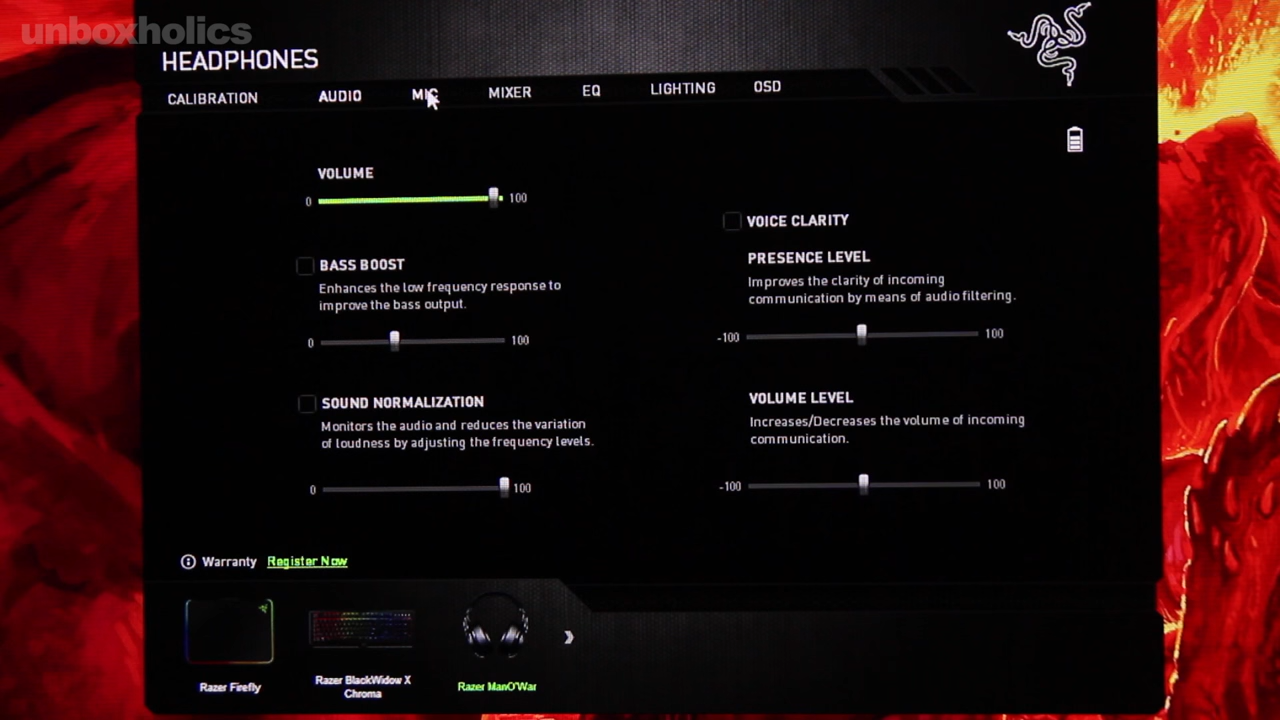 unboxholics
HEADPHONES
CALIBRATION AUDIO MIC MIXER EQ LIGHTING OSD
VOLUME
0 100
BASS BOOST
Enhances the low frequency response to
improve the bass output.
0 100
SOUND NORMALIZATION
Monitors the audio and reduces the variation
of loudness by adjusting the frequency levels.
0 100
VOICE CLARITY
PRESENCE LEVEL
Improves the clarity of incoming
communication by means of audio filtering.
-100 100
VOLUME LEVEL
Increases/Decreases the volume of incoming
communication.
-100 100
Warranty Register Now
Razer Firefly
Razer BlackWidow X
Chroma
Razer ManO'War